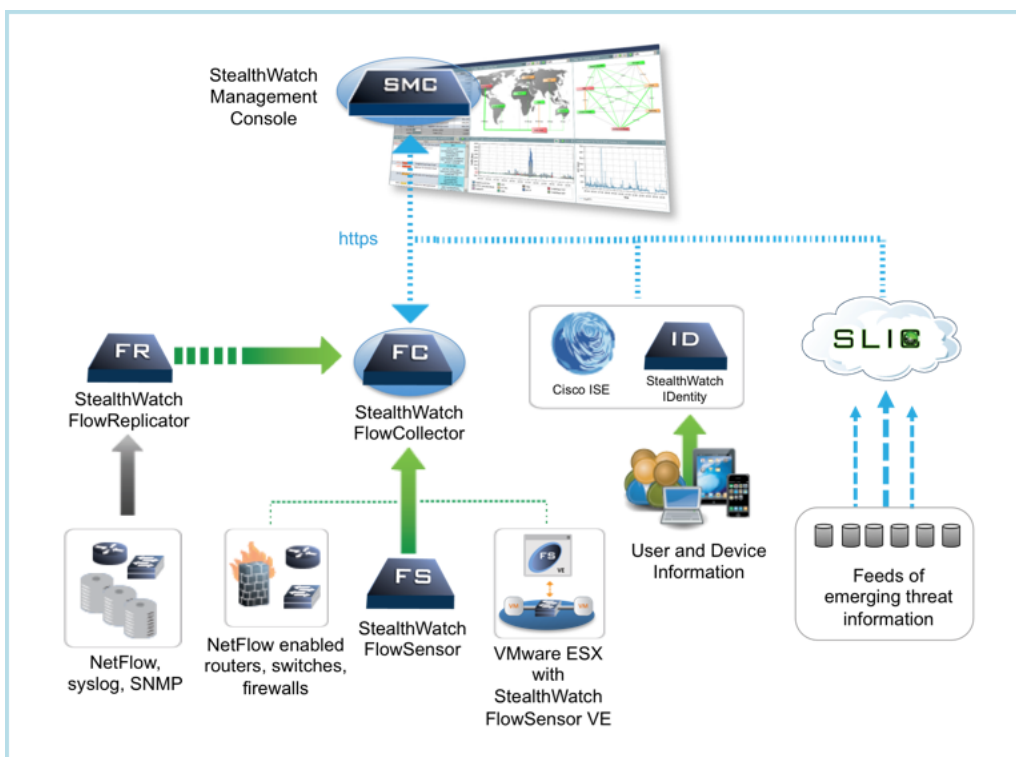 StealthWatch
Management
Console
SMC
https
FR
StealthWatch
FlowReplicator
FC
StealthWatch
FlowCollector
Cisco ISE
ID
StealthWatch
IDentity
SLIC
NetFlow,
syslog, SNMP
NetFlow enabled
routers, switches,
firewalls
FS
StealthWatch
FlowSensor
FS
VE
VM
VM
VMware ESX
with
StealthWatch
FlowSensor VE
User and Device
Information
Feeds of
emerging threat
information